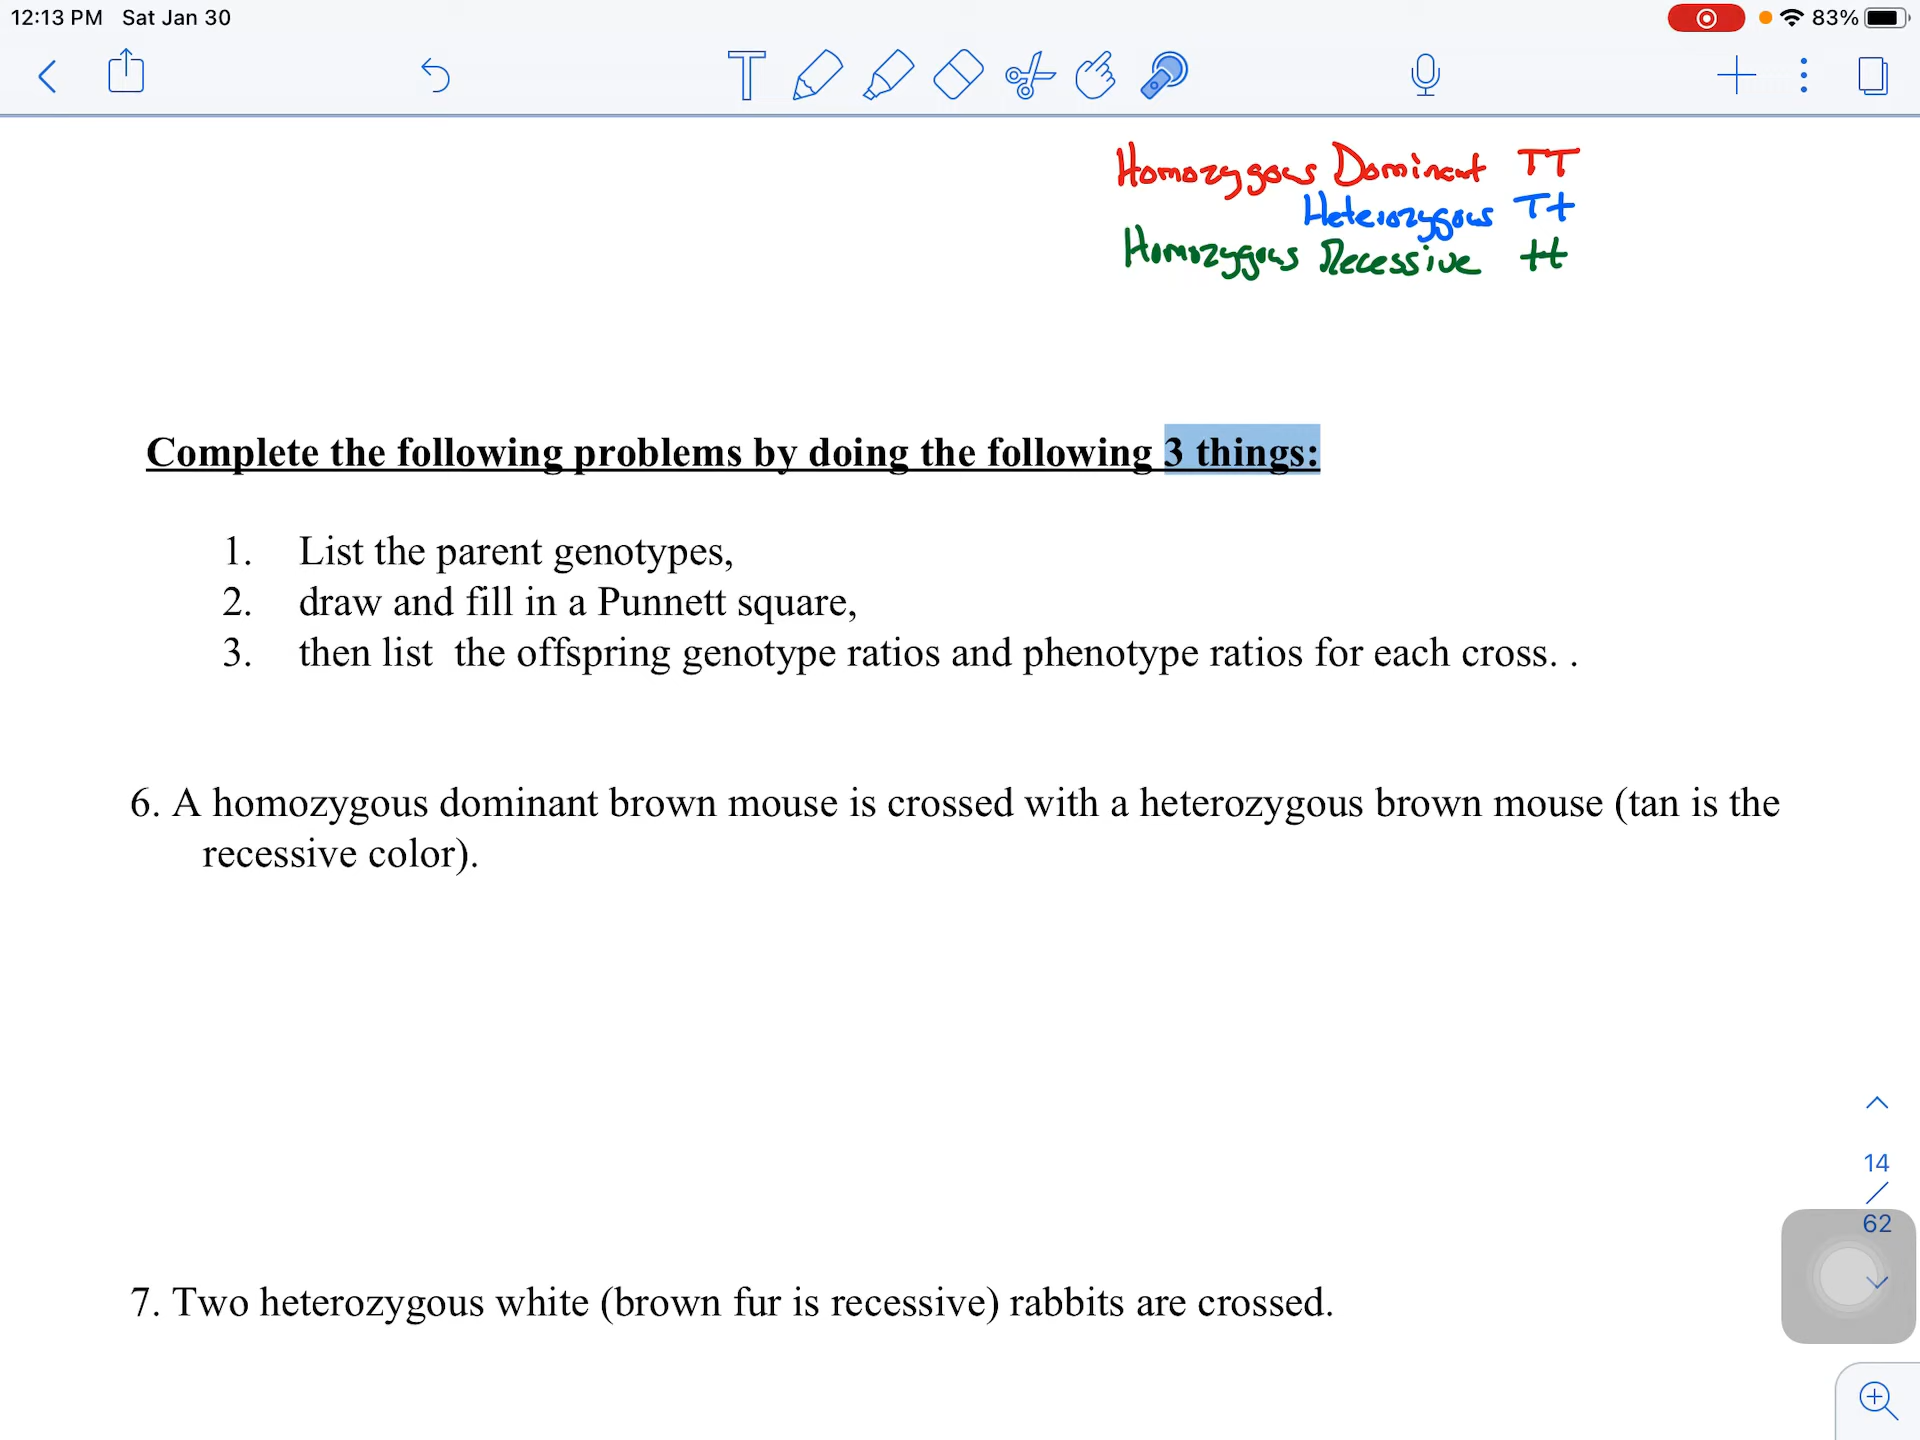 12:13 PM Sat Jan 30
83%
Homozygous Dominant TT
Heterozygous Tt
Homozygous Recessive tt
Complete the following problems by doing the following 3 things:
1. List the parent genotypes,
2. draw and fill in a Punnett square,
3. then list the offspring genotype ratios and phenotype ratios for each cross. .
6. A homozygous dominant brown mouse is crossed with a heterozygous brown mouse (tan is the
recessive color).
14
/
62
7. Two heterozygous white (brown fur is recessive) rabbits are crossed.